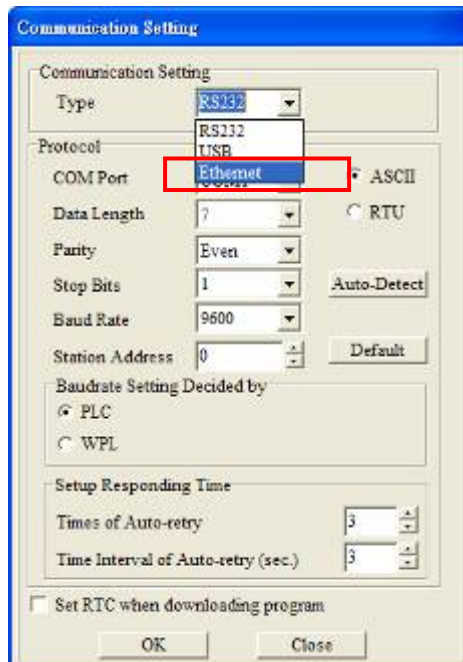 Communication Setting
Communication Setting
Type RS232
RS232
USB
Protocol
Ethernet
COM Port ASCII
Data Length 7 RTU
Parity Even
Stop Bits 1 Auto-Detect
Baud Rate 9600
Station Address 0 Default
Baudrate Setting Decided by
PLC
WPL
Setup Responding Time
Times of Auto-retry 3
Time Interval of Auto-retry (sec.) 3
Set RTC when downloading program
OK Close